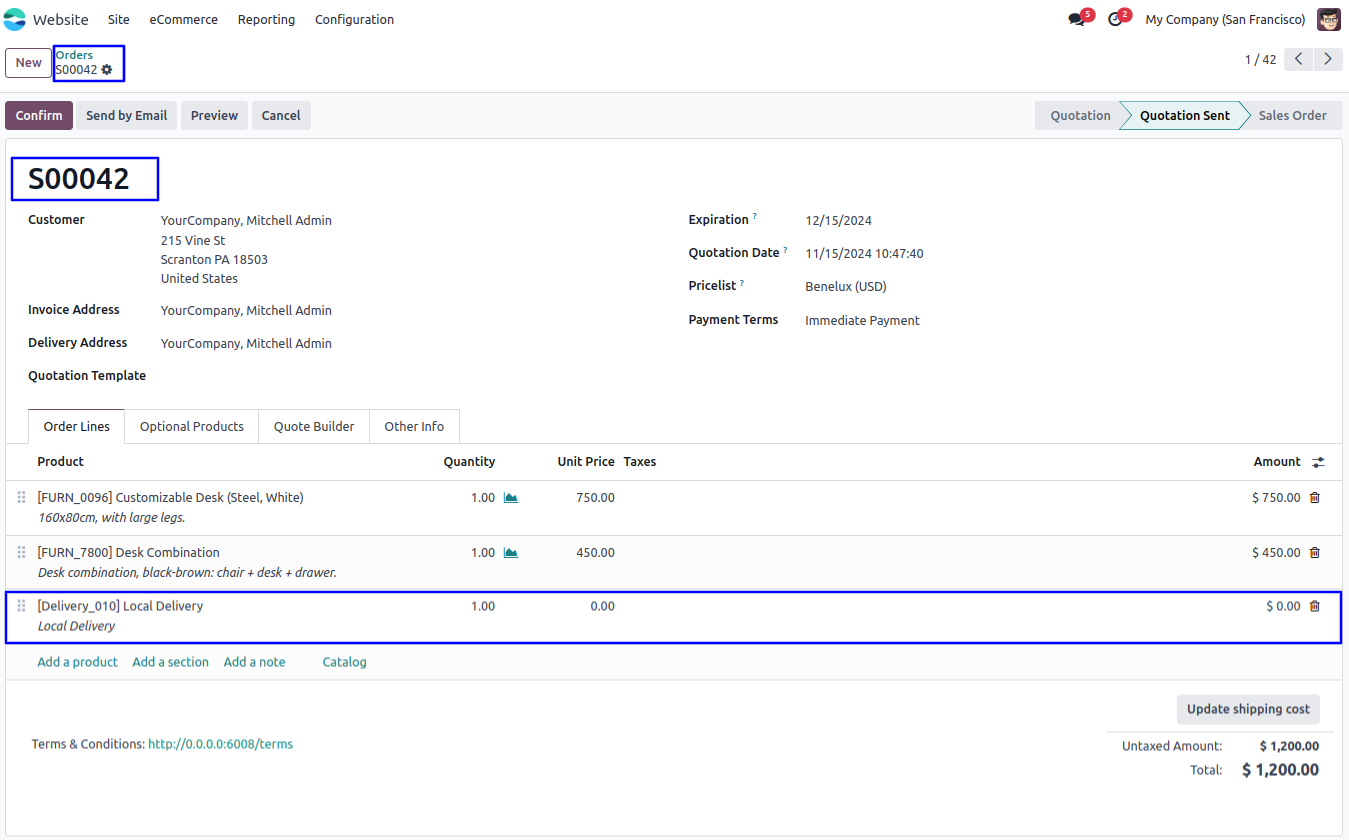 Website Site eCommerce Reporting Configuration 5 2 My Company (San Francisco)
New Orders
S00042
1 / 42
Confirm Send by Email Preview Cancel Quotation Quotation Sent Sales Order
S00042
Customer YourCompany, Mitchell Admin
215 Vine St
Scranton PA 18503
United States
Invoice Address YourCompany, Mitchell Admin
Delivery Address YourCompany, Mitchell Admin
Quotation Template
Expiration ? 12/15/2024
Quotation Date ? 11/15/2024 10:47:40
Pricelist ? Benelux (USD)
Payment Terms Immediate Payment
Order Lines Optional Products Quote Builder Other Info
Product Quantity Unit Price Taxes Amount
[FURN_0096] Customizable Desk (Steel, White) 1.00 750.00 $ 750.00
160x80cm, with large legs.
[FURN_7800] Desk Combination 1.00 450.00 $ 450.00
Desk combination, black-brown: chair + desk + drawer.
[Delivery_010] Local Delivery 1.00 0.00 $ 0.00
Local Delivery
Add a product Add a section Add a note Catalog
Update shipping cost
Terms & Conditions: http://0.0.0.0:6008/terms
Untaxed Amount: $ 1,200.00
Total: $ 1,200.00